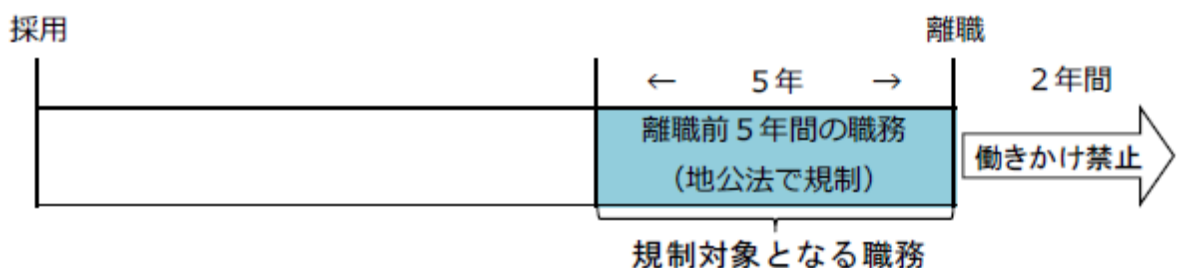 採用
離職
← 5年 →
2年間
離職前5年間の職務
(地公法で規制)
働きかけ禁止
規制対象となる職務